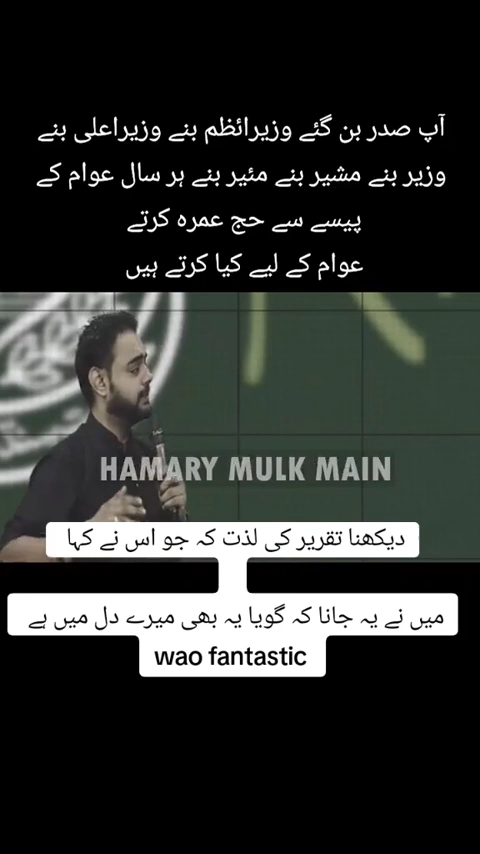 آپ صدر بن گئے وزیرائظم بنے وزیراعلی بنے
وزیر بنے مشیر بنے مئیر بنے ہر سال عوام کے
پیسے سے حج عمرہ کرتے
عوام کے لیے کیا کرتے ہیں
HAMARY MULK MAIN
دیکھنا تقریر کی لذت کہ جو اس نے کہا
میں نے یہ جانا کہ گویا یہ بھی میرے دل میں ہے
wao fantastic